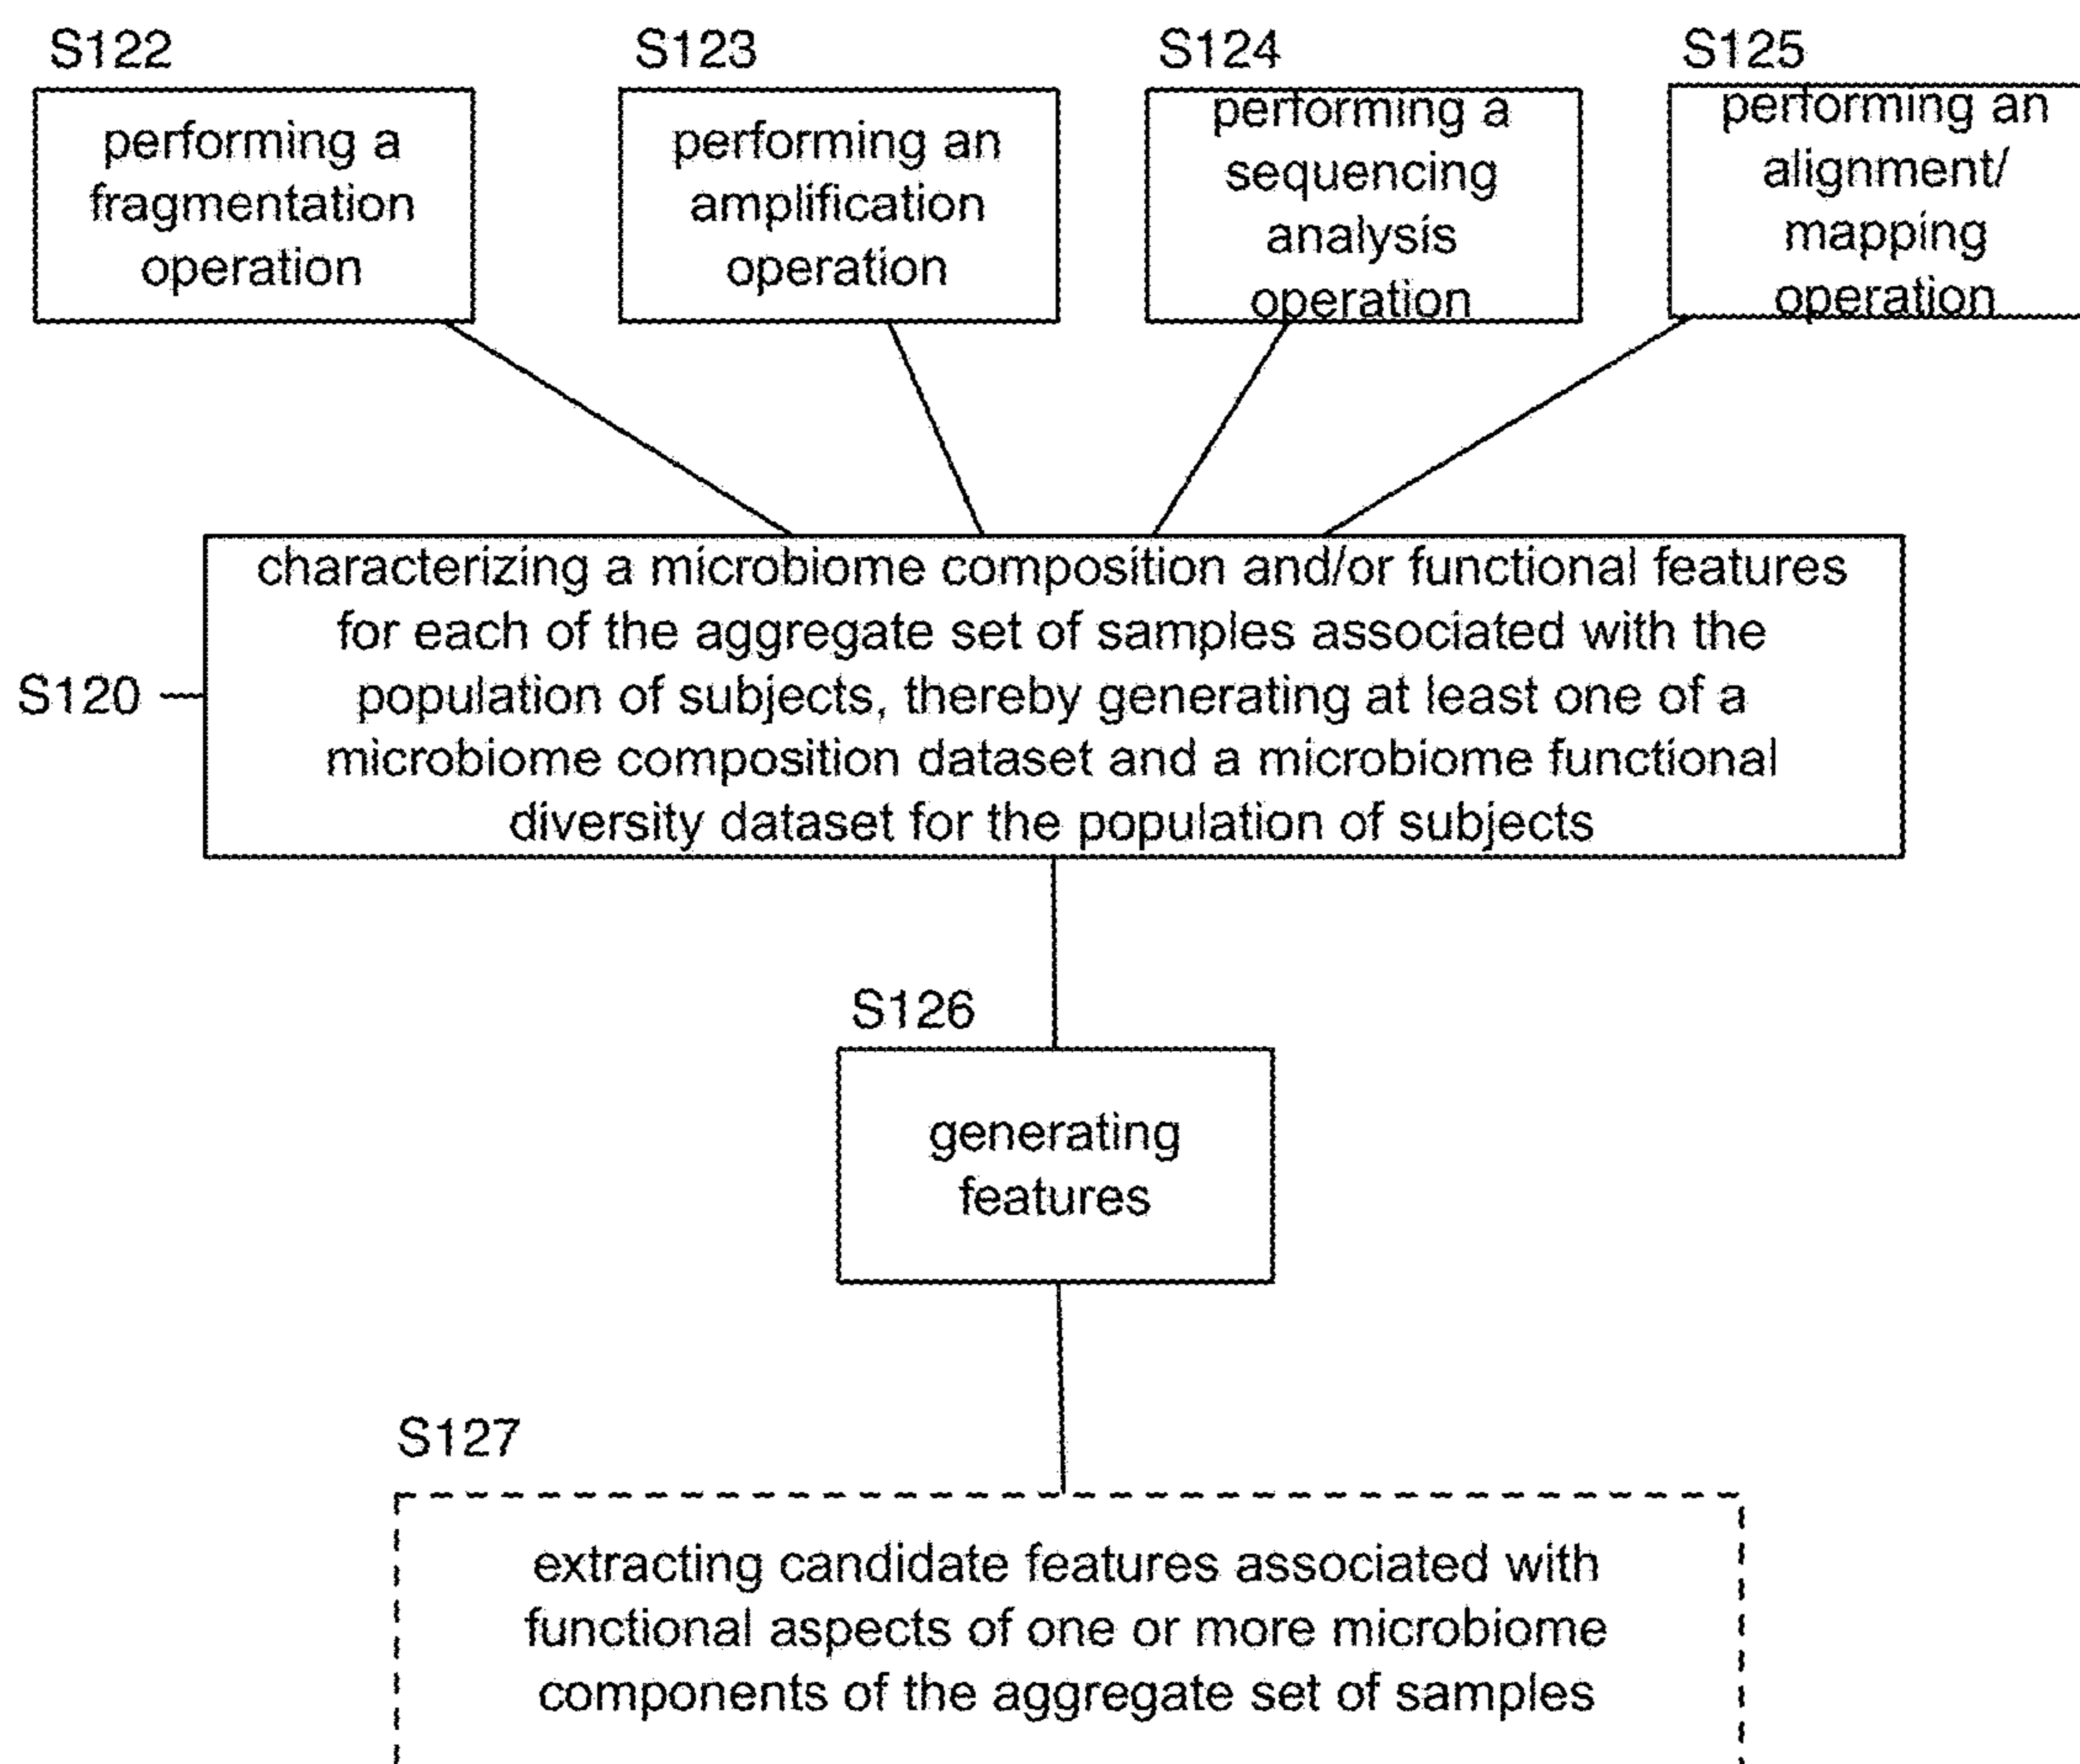 S122
performing a
fragmentation
operation
S123
performing an
amplification
operation
S124
performing a
sequencing
analysis
operation
S125
performing an
alignment/
mapping
operation
S120
characterizing a microbiome composition and/or functional features
for each of the aggregate set of samples associated with the
population of subjects, thereby generating at least one of a
microbiome composition dataset and a microbiome functional
diversity dataset for the population of subjects
S126
generating
features
S127
extracting candidate features associated with
functional aspects of one or more microbiome
components of the aggregate set of samples